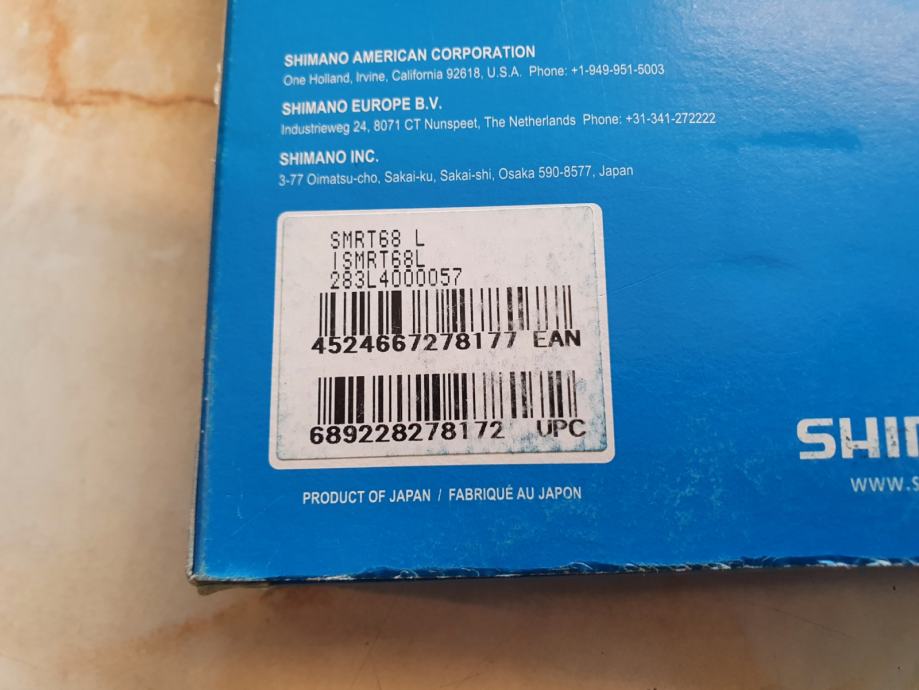 SHIMANO AMERICAN CORPORATION
One Holland, Irvine, California 92618, U.S.A. Phone: +1-949-951-5003
SHIMANO EUROPE B.V.
Industrieweg 24, 8071 CT Nunspeet, The Netherlands Phone: +31-341-272222
SHIMANO INC.
3-77 Oimatsu-cho, Sakai-ku, Sakai-shi, Osaka 590-8577, Japan
SMRT68 L
ISMRT68L
283L4000057
4524667278177 EAN
689228278172 UPC
SHI
www.s
PRODUCT OF JAPAN / FABRIQUÉ AU JAPON